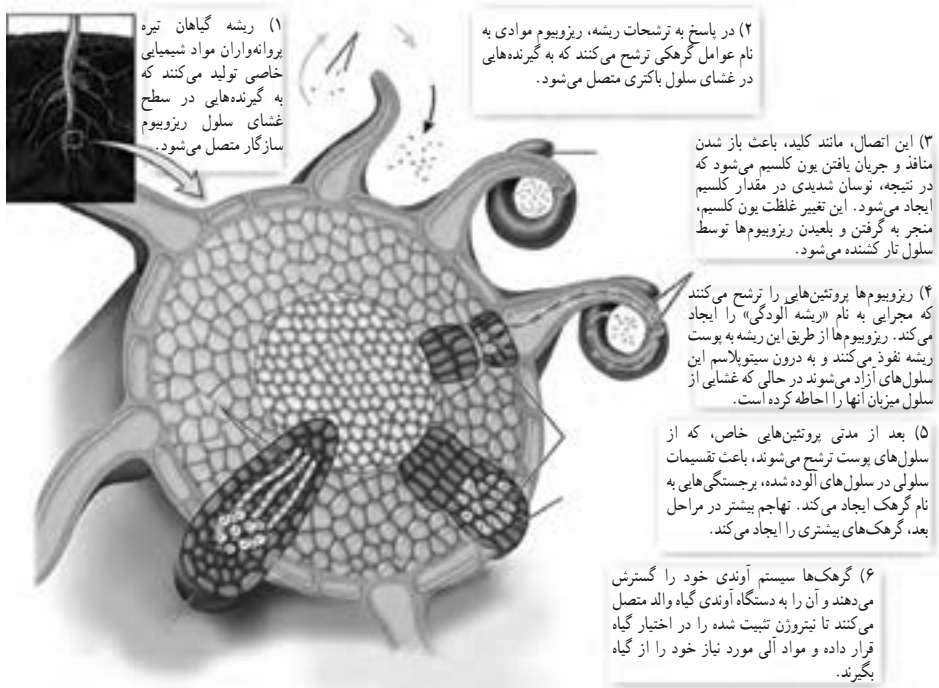 ۱) ریشه گیاهان تیره
پروانه‌واران مواد شیمیایی
خاصی تولید می‌کنند که
به گیرنده‌هایی در سطح
غشای سلول ریزوبیوم
سازگار متصل می‌شود.
۲) در پاسخ به ترشحات ریشه، ریزوبیوم موادی به
نام عوامل گرهکی ترشح می‌کنند که به گیرنده‌هایی
در غشای سلول باکتری متصل می‌شود.
۳) این اتصال، مانند کلید، باعث باز شدن
منافذ و جریان یافتن یون کلسیم می‌شود که
در نتیجه، نوسان شدیدی در مقدار کلسیم
ایجاد می‌شود. این تغییر غلظت یون کلسیم،
منجر به گرفتن و بلعیدن ریزوبیوم‌ها توسط
سلول تار کشنده می‌شود.
۴) ریزوبیوم‌ها پروتئین‌هایی را ترشح می‌کنند
که مجرایی به نام «ریشه آلودگی» را ایجاد
می‌کند. ریزوبیوم‌ها از طریق این ریشه به پوست
ریشه نفوذ می‌کنند و به درون سیتوپلاسم این
سلول‌های آزاد می‌شوند در حالی که غشایی از
سلول میزبان آنها را احاطه کرده است.
۵) بعد از مدتی پروتئین‌هایی خاص، که از
سلول‌های پوست ترشح می‌شوند، باعث تقسیمات
سلولی در سلول‌های آلوده شده، برجستگی‌هایی به
نام گرهک ایجاد می‌کند. تهاجم بیشتر در مراحل
بعد، گرهک‌های بیشتری را ایجاد می‌کند.
۶) گرهک‌ها سیستم آوندی خود را گسترش
می‌دهند و آن را به دستگاه آوندی گیاه والد متصل
می‌کنند تا نیتروژن تثبیت شده را در اختیار گیاه
قرار داده و مواد آلی مورد نیاز خود را از گیاه
بگیرند.